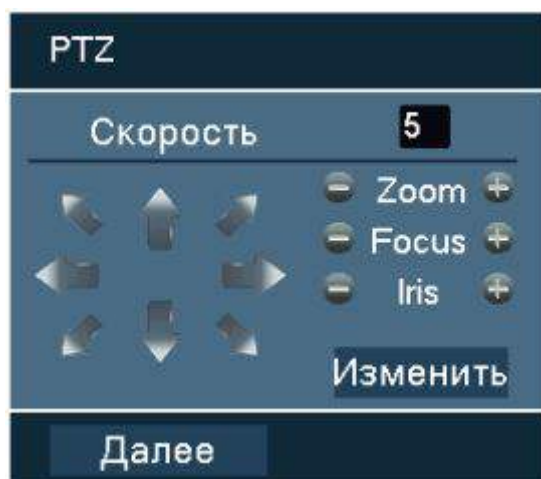 PTZ
Скорость 5
Zoom
Focus
Iris
Изменить
Далее